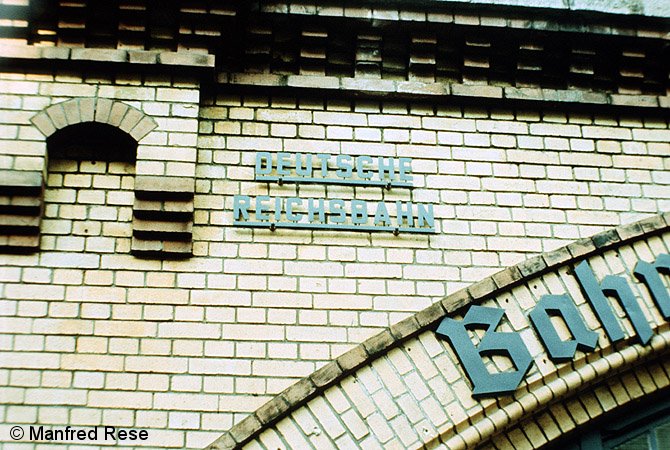 DEUTSCHE
REICHSBAHN
Bahn
© Manfred Rese